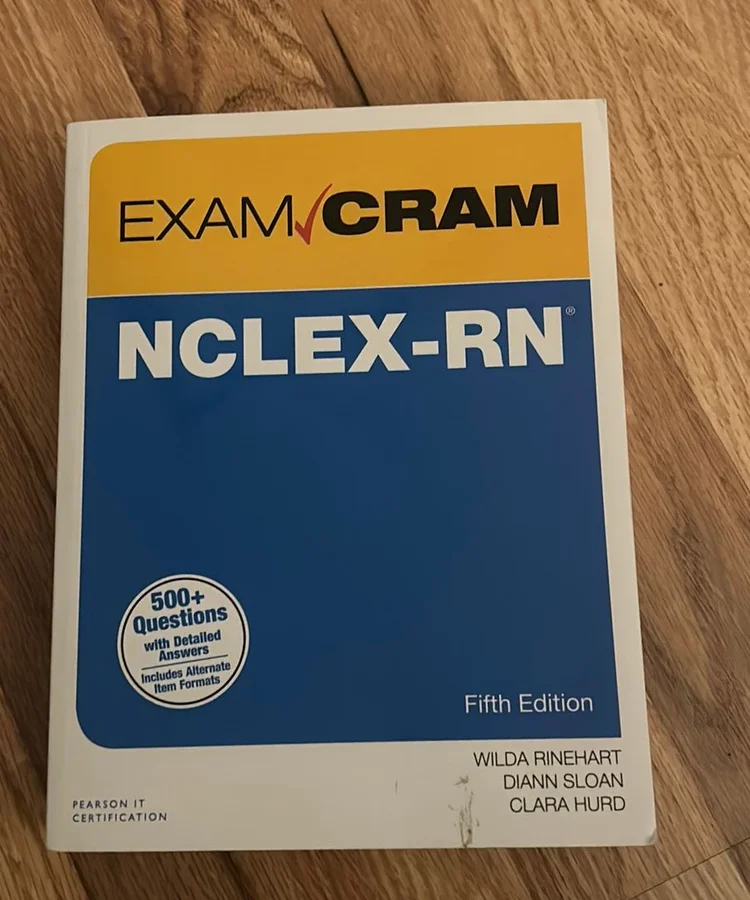 EXAM✓CRAM
NCLEX-RN®
500+
Questions
with Detailed
Answers
Includes Alternate
Item Formats
Fifth Edition
WILDA RINEHART
DIANN SLOAN
CLARA HURD
PEARSON IT
CERTIFICATION